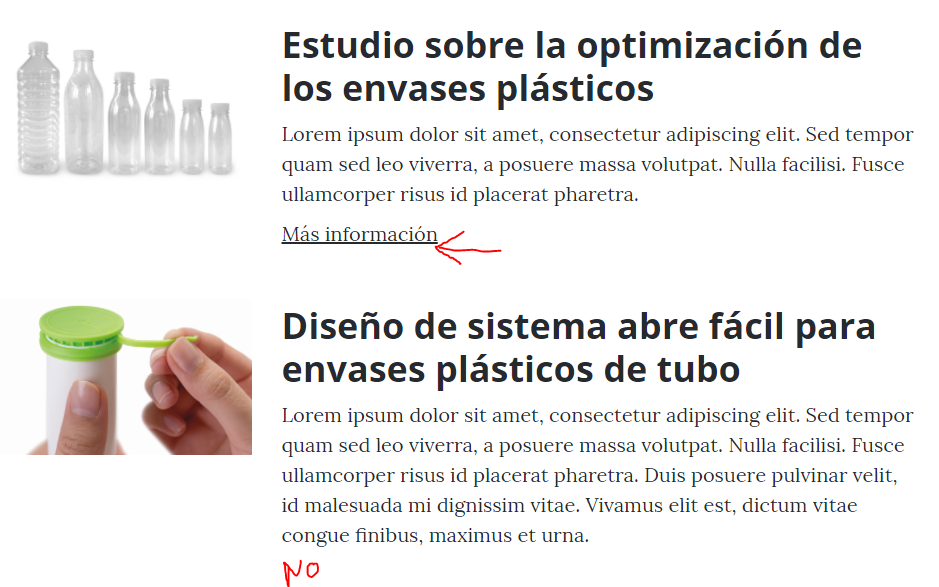 Estudio sobre la optimización de
los envases plásticos
Lorem ipsum dolor sit amet, consectetur adipiscing elit. Sed tempor
quam sed leo viverra, a posuere massa volutpat. Nulla facilisi. Fusce
ullamcorper risus id placerat pharetra.
Más información
Diseño de sistema abre fácil para
envases plásticos de tubo
Lorem ipsum dolor sit amet, consectetur adipiscing elit. Sed tempor
quam sed leo viverra, a posuere massa volutpat. Nulla facilisi. Fusce
ullamcorper risus id placerat pharetra. Duis posuere pulvinar velit,
id malesuada mi dignissim vitae. Vivamus elit est, dictum vitae
congue finibus, maximus et urna.
NO